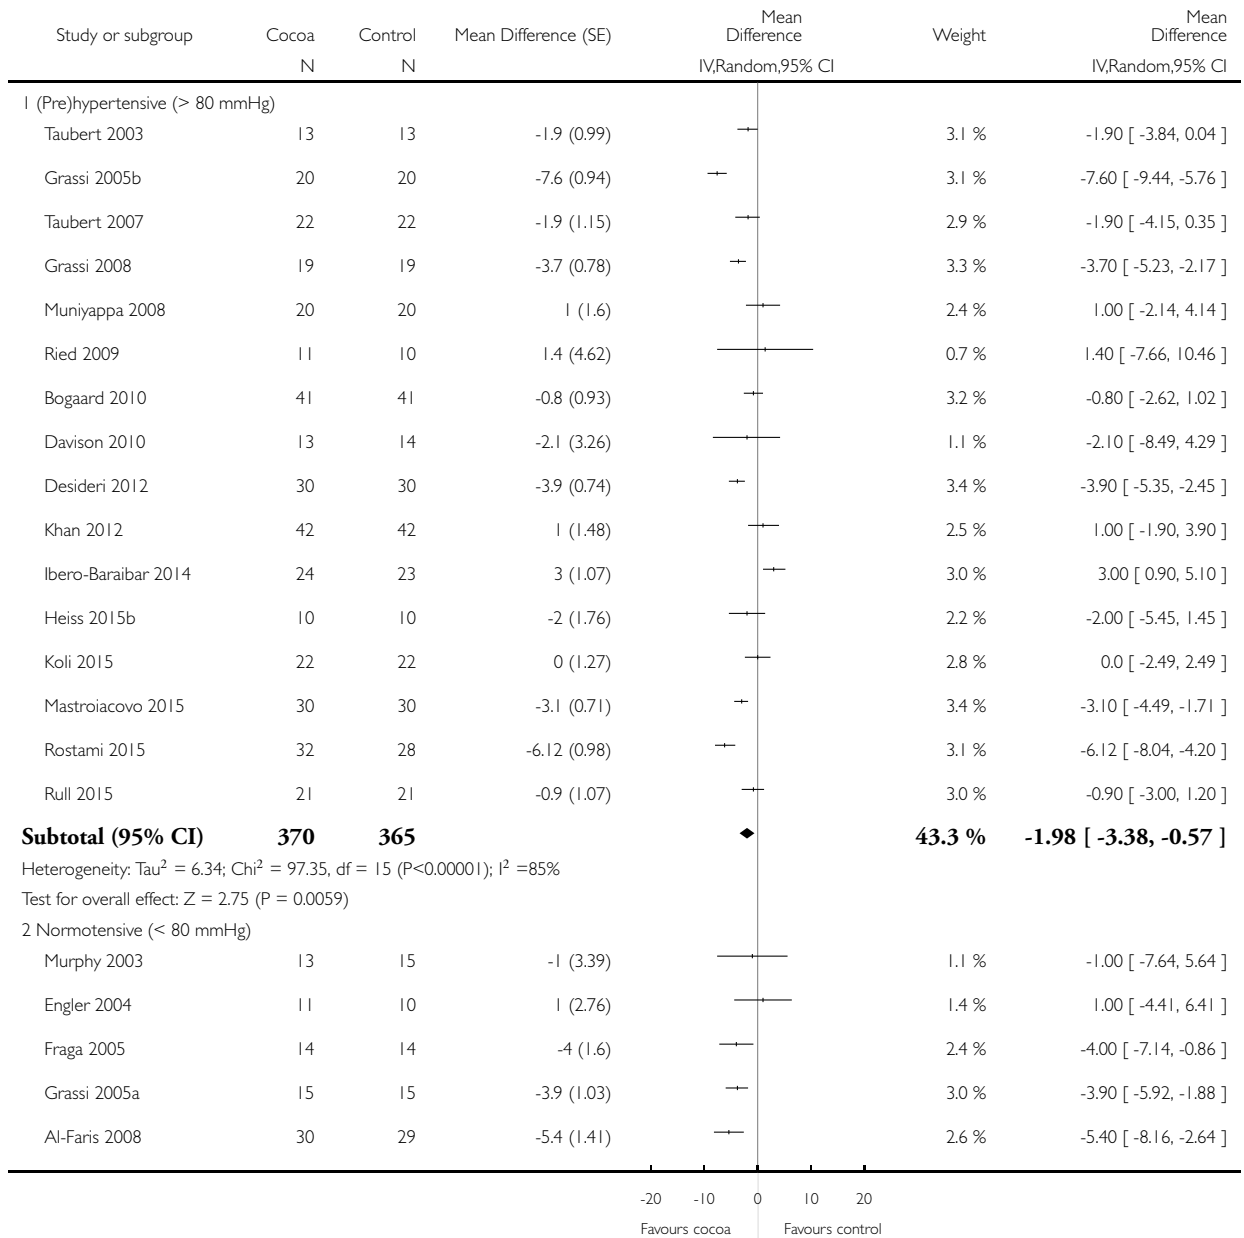 Study or subgroup Cocoa Control Mean Difference (SE) Mean Difference Weight Mean Difference
N N IV,Random,95% CI IV,Random,95% CI
1 (Pre)hypertensive (> 80 mmHg)
Taubert 2003 13 13 -1.9 (0.99) 3.1 % -1.90 [ -3.84, 0.04 ]
Grassi 2005b 20 20 -7.6 (0.94) 3.1 % -7.60 [ -9.44, -5.76 ]
Taubert 2007 22 22 -1.9 (1.15) 2.9 % -1.90 [ -4.15, 0.35 ]
Grassi 2008 19 19 -3.7 (0.78) 3.3 % -3.70 [ -5.23, -2.17 ]
Muniyappa 2008 20 20 1 (1.6) 2.4 % 1.00 [ -2.14, 4.14 ]
Ried 2009 11 10 1.4 (4.62) 0.7 % 1.40 [ -7.66, 10.46 ]
Bogaard 2010 41 41 -0.8 (0.93) 3.2 % -0.80 [ -2.62, 1.02 ]
Davison 2010 13 14 -2.1 (3.26) 1.1 % -2.10 [ -8.49, 4.29 ]
Desideri 2012 30 30 -3.9 (0.74) 3.4 % -3.90 [ -5.35, -2.45 ]
Khan 2012 42 42 1 (1.48) 2.5 % 1.00 [ -1.90, 3.90 ]
Ibero-Baraibar 2014 24 23 3 (1.07) 3.0 % 3.00 [ 0.90, 5.10 ]
Heiss 2015b 10 10 -2 (1.76) 2.2 % -2.00 [ -5.45, 1.45 ]
Koli 2015 22 22 0 (1.27) 2.8 % 0.0 [ -2.49, 2.49 ]
Mastroiacovo 2015 30 30 -3.1 (0.71) 3.4 % -3.10 [ -4.49, -1.71 ]
Rostami 2015 32 28 -6.12 (0.98) 3.1 % -6.12 [ -8.04, -4.20 ]
Rull 2015 21 21 -0.9 (1.07) 3.0 % -0.90 [ -3.00, 1.20 ]
Subtotal (95% CI) 370 365 43.3 % -1.98 [ -3.38, -0.57 ]
Heterogeneity: Tau² = 6.34; Chi² = 97.35, df = 15 (P<0.00001); I² =85%
Test for overall effect: Z = 2.75 (P = 0.0059)
2 Normotensive (< 80 mmHg)
Murphy 2003 13 15 -1 (3.39) 1.1 % -1.00 [ -7.64, 5.64 ]
Engler 2004 11 10 1 (2.76) 1.4 % 1.00 [ -4.41, 6.41 ]
Fraga 2005 14 14 -4 (1.6) 2.4 % -4.00 [ -7.14, -0.86 ]
Grassi 2005a 15 15 -3.9 (1.03) 3.0 % -3.90 [ -5.92, -1.88 ]
Al-Faris 2008 30 29 -5.4 (1.41) 2.6 % -5.40 [ -8.16, -2.64 ]
-20 -10 0 10 20
Favours cocoa Favours control